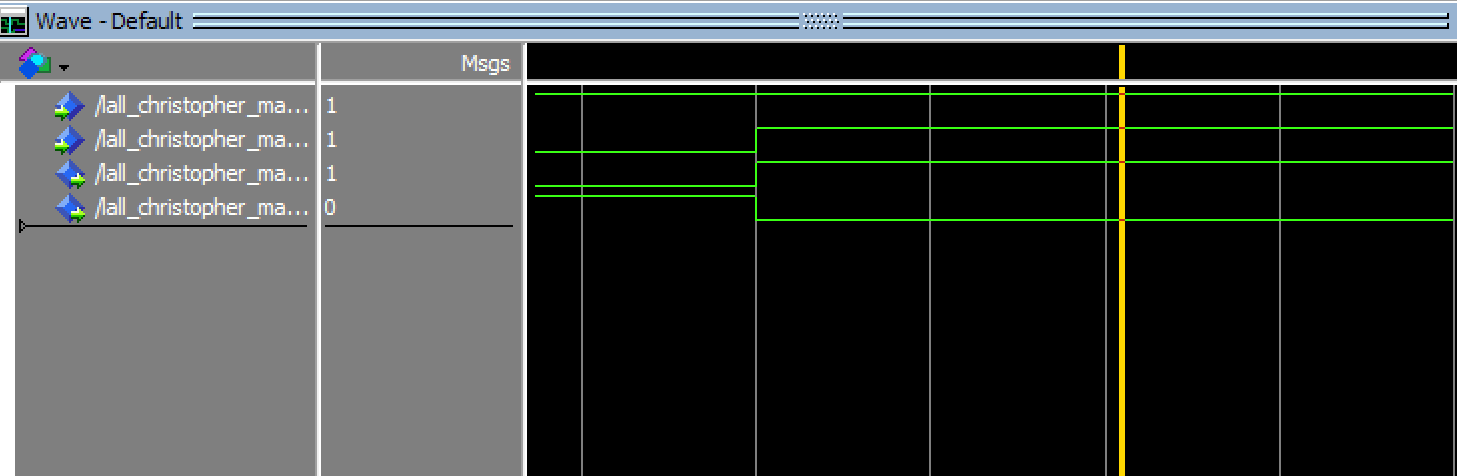 Wave - Default
Msgs
/lall_christopher_ma... 1
/lall_christopher_ma... 1
/lall_christopher_ma... 1
/lall_christopher_ma... 0